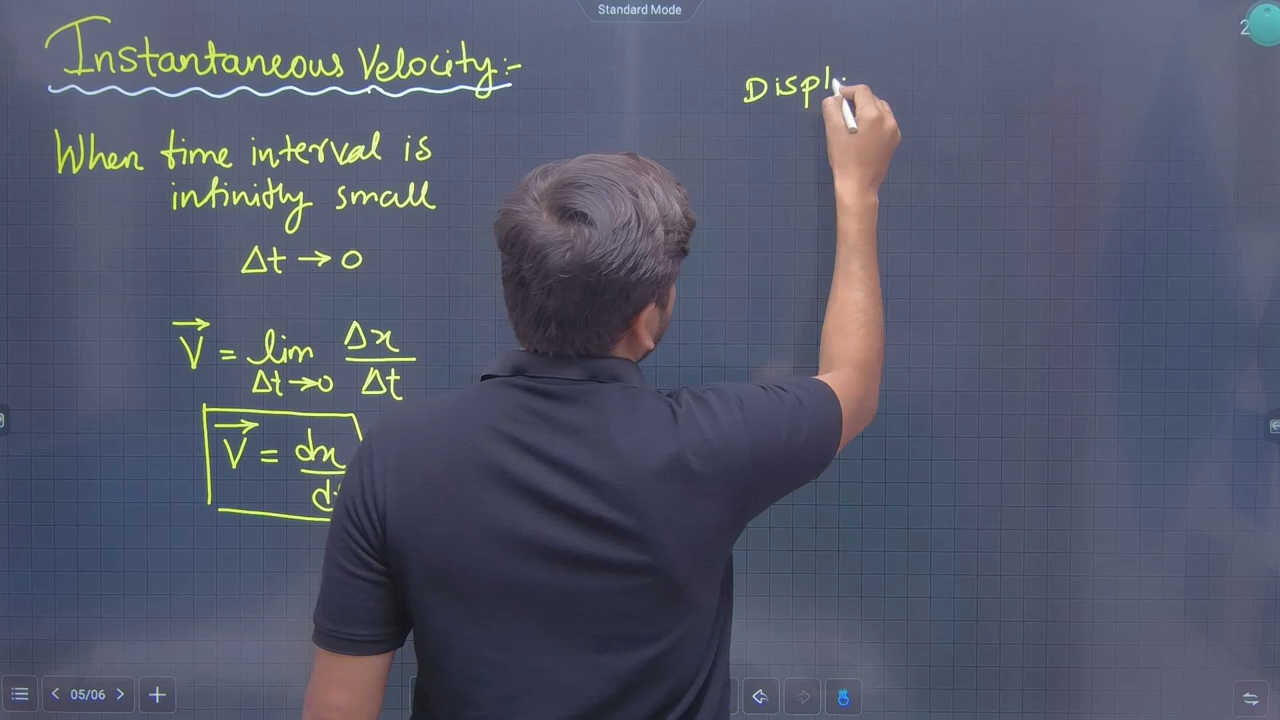 Standard Mode
2
Instantaneous Velocity:-
When time interval is
infinitly small
Δt → 0
V = lim Δx
Δt→0 Δt
V = dx
Displ
05/06